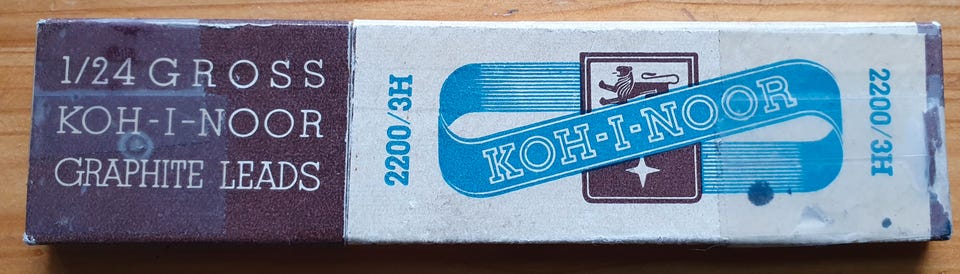 1/24 GROSS
KOH-I-NOOR
GRAPHITE LEADS
2200/3H
KOH-I-NOOR
2200/3H